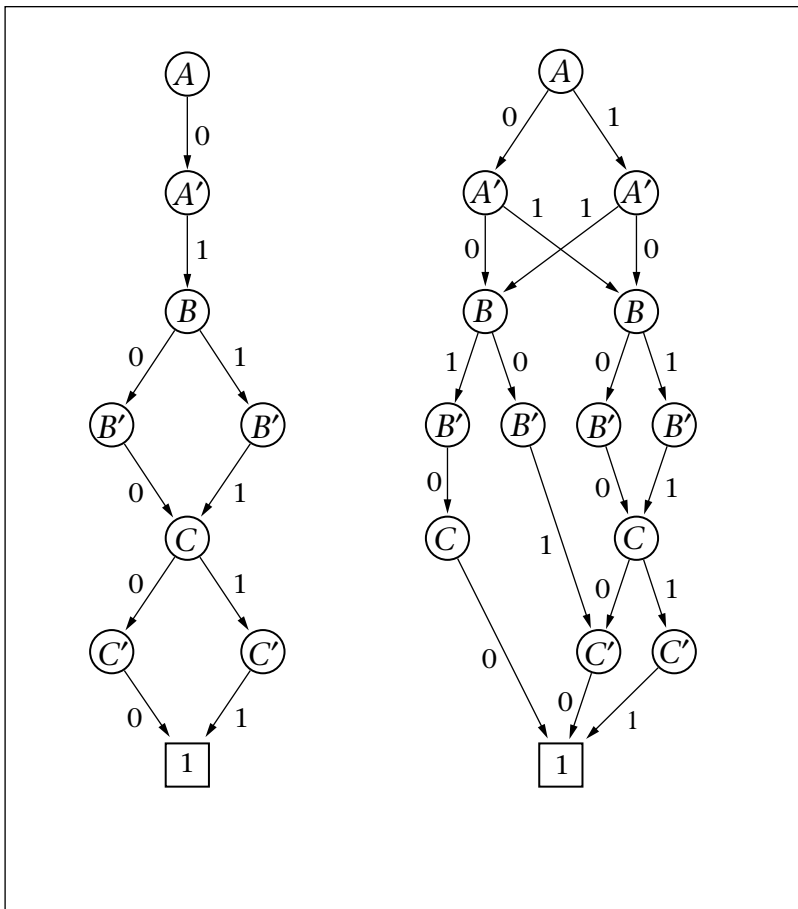 A A
0 0 1
A′ A′ A′
1 1
1 0 0
B B B
0 1 1 0 0 1
B′ B′ B′ B′ B′ B′
0 1 0 0 1
C C C
1
0 1 0 1
C′ C′ C′ C′
0
0 1 0 1
1 1